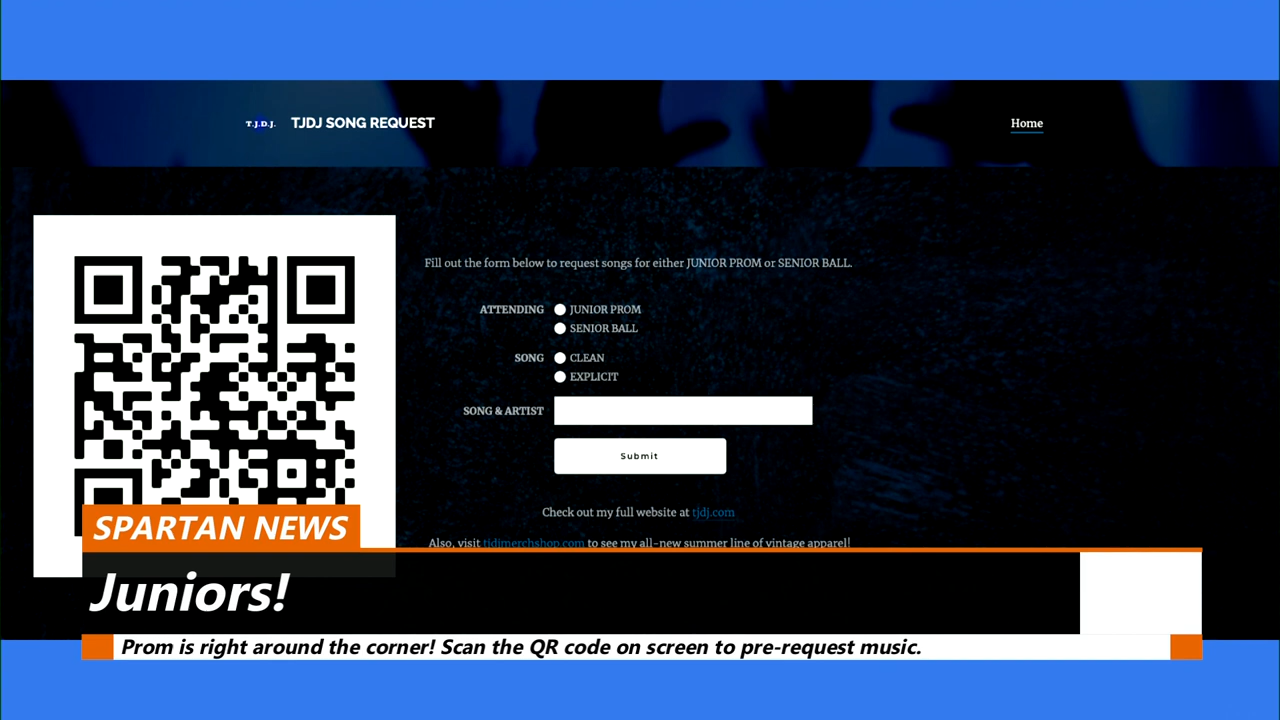 T.J.D.J.
TJDJ SONG REQUEST
Home
Fill out the form below to request songs for either JUNIOR PROM or SENIOR BALL.
ATTENDING
JUNIOR PROM
SENIOR BALL
SONG
CLEAN
EXPLICIT
SONG & ARTIST
Submit
Check out my full website at tjdj.com
Also, visit tjdjmerchshop.com to see my all-new summer line of vintage apparel!
SPARTAN NEWS
Juniors!
Prom is right around the corner! Scan the QR code on screen to pre-request music.